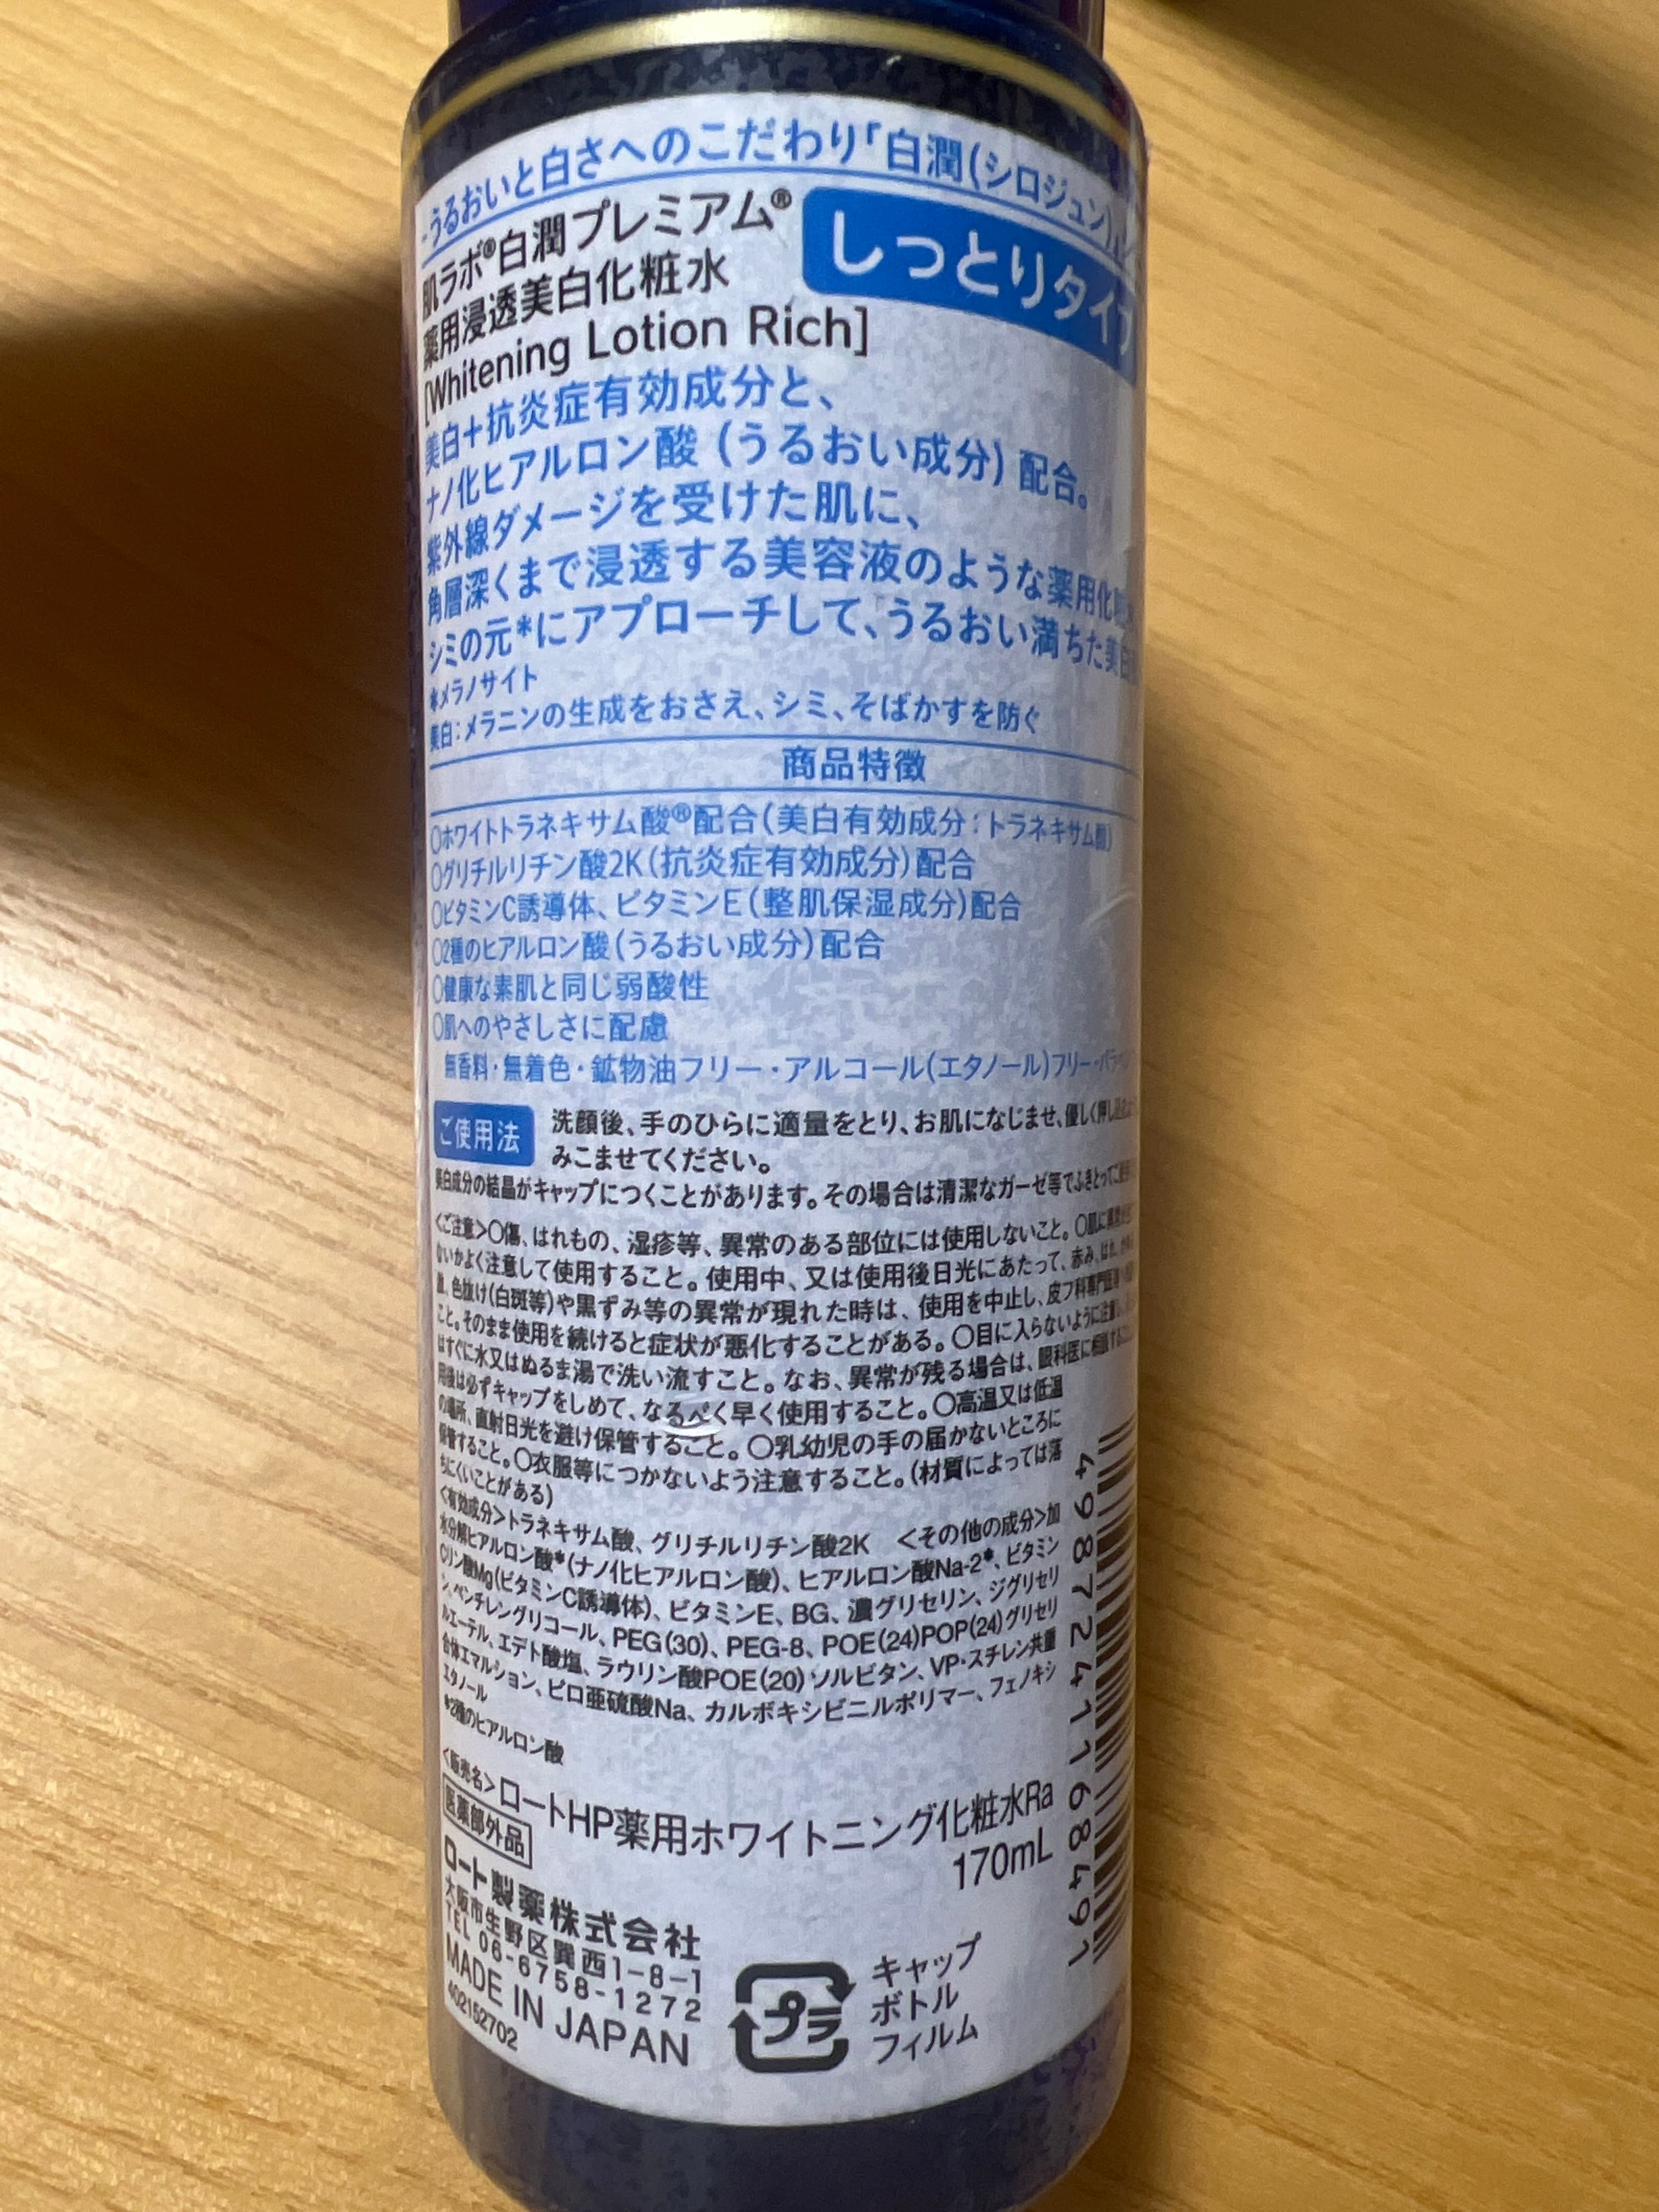 -うるおいと白さへのこだわり「白潤(シロジュン)
肌ラボ®白潤プレミアム®
しっとりタイプ
薬用浸透美白化粧水
[Whitening Lotion Rich]
美白+抗炎症有効成分と、
ナノ化ヒアルロン酸(うるおい成分)配合。
紫外線ダメージを受けた肌に、
角層深くまで浸透する美容液のような薬用化
シミの元*にアプローチして、うるおい満ちた美白
*メラノサイト
美白:メラニンの生成をおさえ、シミ、そばかすを防ぐ
商品特徴
○ホワイトトラネキサム酸®配合(美白有効成分:トラネキサム酸)
○グリチルリチン酸2K(抗炎症有効成分)配合
○ビタミンC誘導体、ビタミンE(整肌保湿成分)配合
○2種のヒアルロン酸(うるおい成分)配合
○健康な素肌と同じ弱酸性
○肌へのやさしさに配慮
無香料・無着色・鉱物油フリー・アルコール(エタノール)フリー・パラ
ご使用法
洗顔後、手のひらに適量をとり、お肌になじませ、優しく押し
みこませてください。
美白成分の結晶がキャップにつくことがあります。その場合は清潔なガーゼ等でふきとって
<ご注意>○傷、はれもの、湿疹等、異常のある部位には使用しないこと。○肌に異常が
ないかよく注意して使用すること。使用中、又は使用後日光にあたって、赤み、はれ、
、色抜け(白斑等)や黒ずみ等の異常が現れた時は、使用を中止し、皮フ科専門医
こと。そのまま使用を続けると症状が悪化することがある。○目に入らないように注意
はすぐに水又はぬるま湯で洗い流すこと。なお、異常が残る場合は、眼科医に相談する
用後は必ずキャップをしめて、なるべく早く使用すること。○高温又は低温
の場所、直射日光を避け保管すること。○乳幼児の手の届かないところに
保管すること。○衣服等につかないよう注意すること。(材質によっては落
ちにくいことがある)
<有効成分>トラネキサム酸、グリチルリチン酸2K <その他の成分>加
水分解ヒアルロン酸*(ナノ化ヒアルロン酸)、ヒアルロン酸Na-2*、ビタミン
Cリン酸Mg(ビタミンC誘導体)、ビタミンE、BG、濃グリセリン、ジグリセリ
ン、ペンチレングリコール、PEG(30)、PEG-8、POE(24)POP(24)グリセリ
ルエーテル、エデト酸塩、ラウリン酸POE(20)ソルビタン、VP・スチレン共重
合体エマルション、ピロ亜硫酸Na、カルボキシビニルポリマー、フェノキシ
エタノール
*2種のヒアルロン酸
<販売名>ロートHP薬用ホワイトニング化粧水Ra
170mL
医薬部外品
ロート製薬株式会社
大阪市生野区巽西1-8-1
TEL 06-6758-1272
MADE IN JAPAN
402152702
プラ
キャップ
ボトル
フィルム
4987241168491